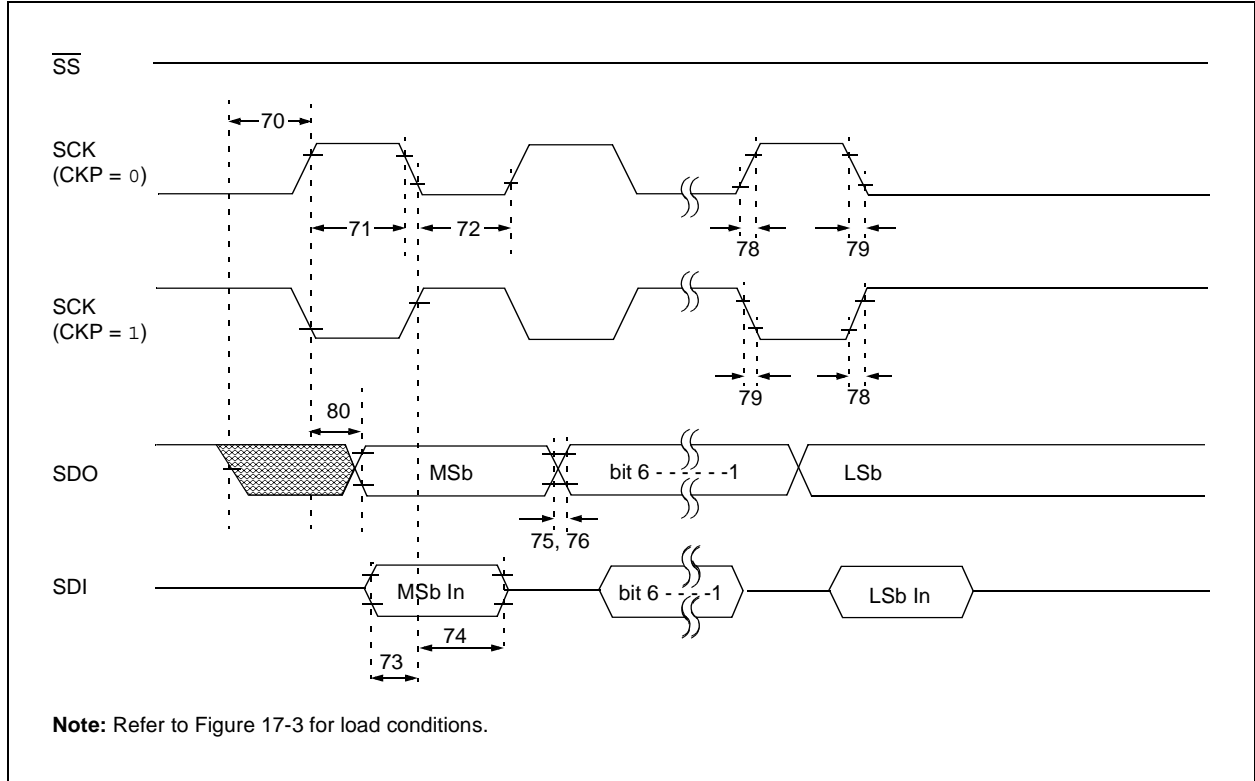 SS
70
SCK
(CKP = 0)
71
72
78
79
SCK
(CKP = 1)
79
78
80
SDO
MSb
bit 6 - - - - - -1
LSb
75, 76
SDI
MSb In
bit 6 - - - -1
LSb In
74
73
Note: Refer to Figure 17-3 for load conditions.